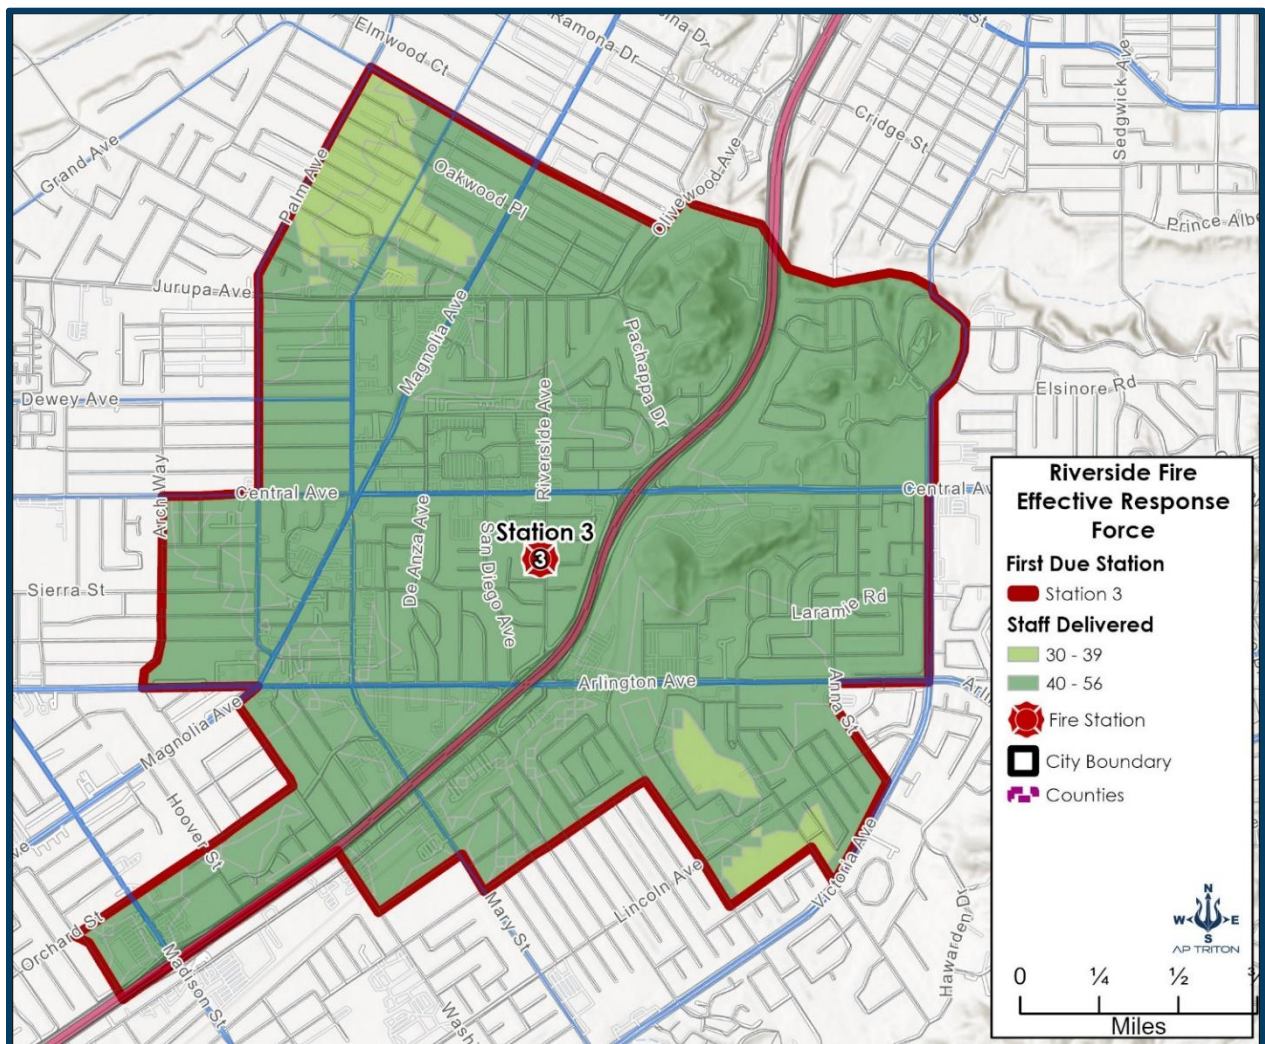 Elmwood Ct
Ramona Dr
Cridge St
Sedgwick Ave
Grand Ave
Palm Ave
Oakwood Pl
Olivewood Ave
Prince Albe
Jurupa Ave
Magnolia Ave
Pachappa Dr
Elsinore Rd
Dewey Ave
Riverside Ave
Arch Way
Central Ave
Central Av
De Anza Ave
San Diego Ave
Station 3
3
Sierra St
Laramie Rd
Arlington Ave
Anna St
Arli
Magnolia Ave
Hoover St
Lincoln Ave
Victoria Ave
Mary St
Orchard St
Madison St
Hawarden Dr
Wash
Riverside Fire
Effective Response
Force
First Due Station
Station 3
Staff Delivered
30 - 39
40 - 56
Fire Station
City Boundary
Counties
N
W E
S
AP TRITON
0 ¼ ½
Miles